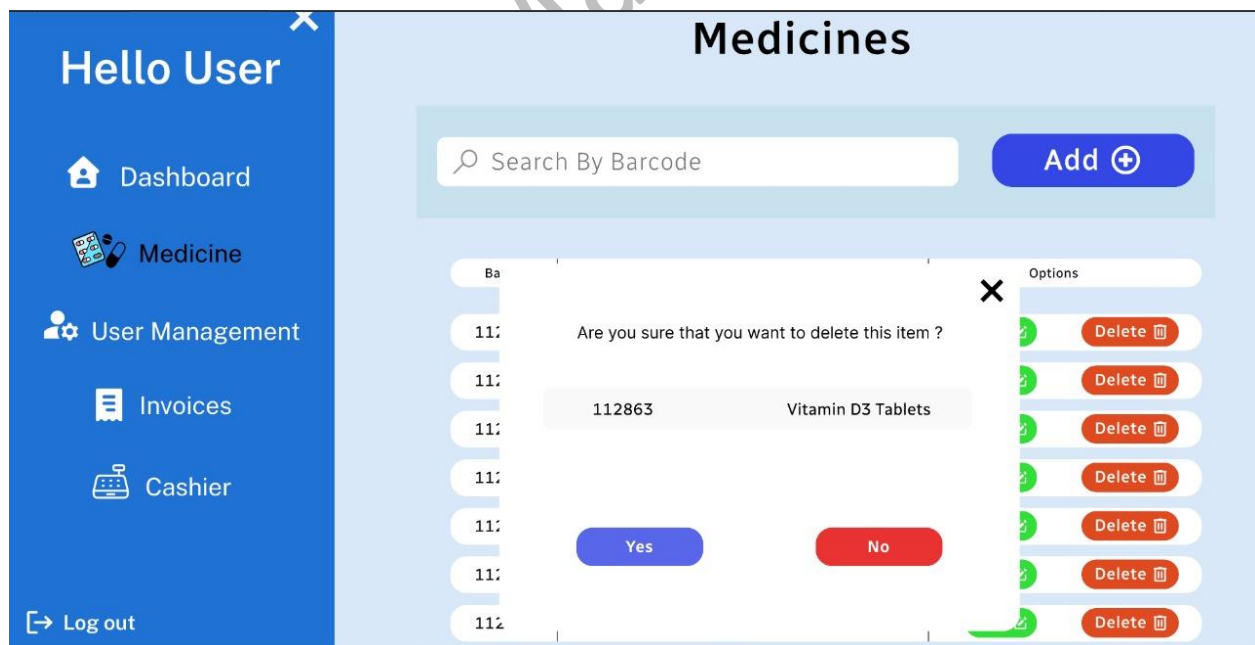 Hello User
Dashboard
Medicine
User Management
Invoices
Cashier
Log out
Medicines
Search By Barcode
Add
Options
Are you sure that you want to delete this item ?
112863 Vitamin D3 Tablets
Yes No
Delete
Delete
Delete
Delete
Delete
Delete
Delete